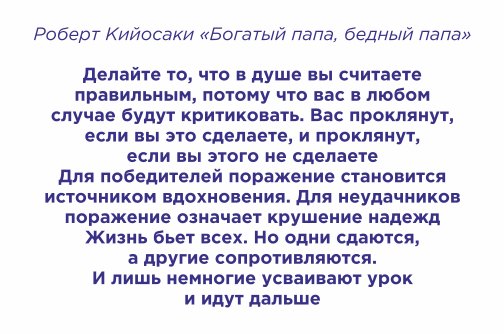 Роберт Кийосаки «Богатый папа, бедный папа»
Делайте то, что в душе вы считаете
правильным, потому что вас в любом
случае будут критиковать. Вас проклянут,
если вы это сделаете, и проклянут,
если вы этого не сделаете
Для победителей поражение становится
источником вдохновения. Для неудачников
поражение означает крушение надежд
Жизнь бьет всех. Но одни сдаются,
а другие сопротивляются.
И лишь немногие усваивают урок
и идут дальше